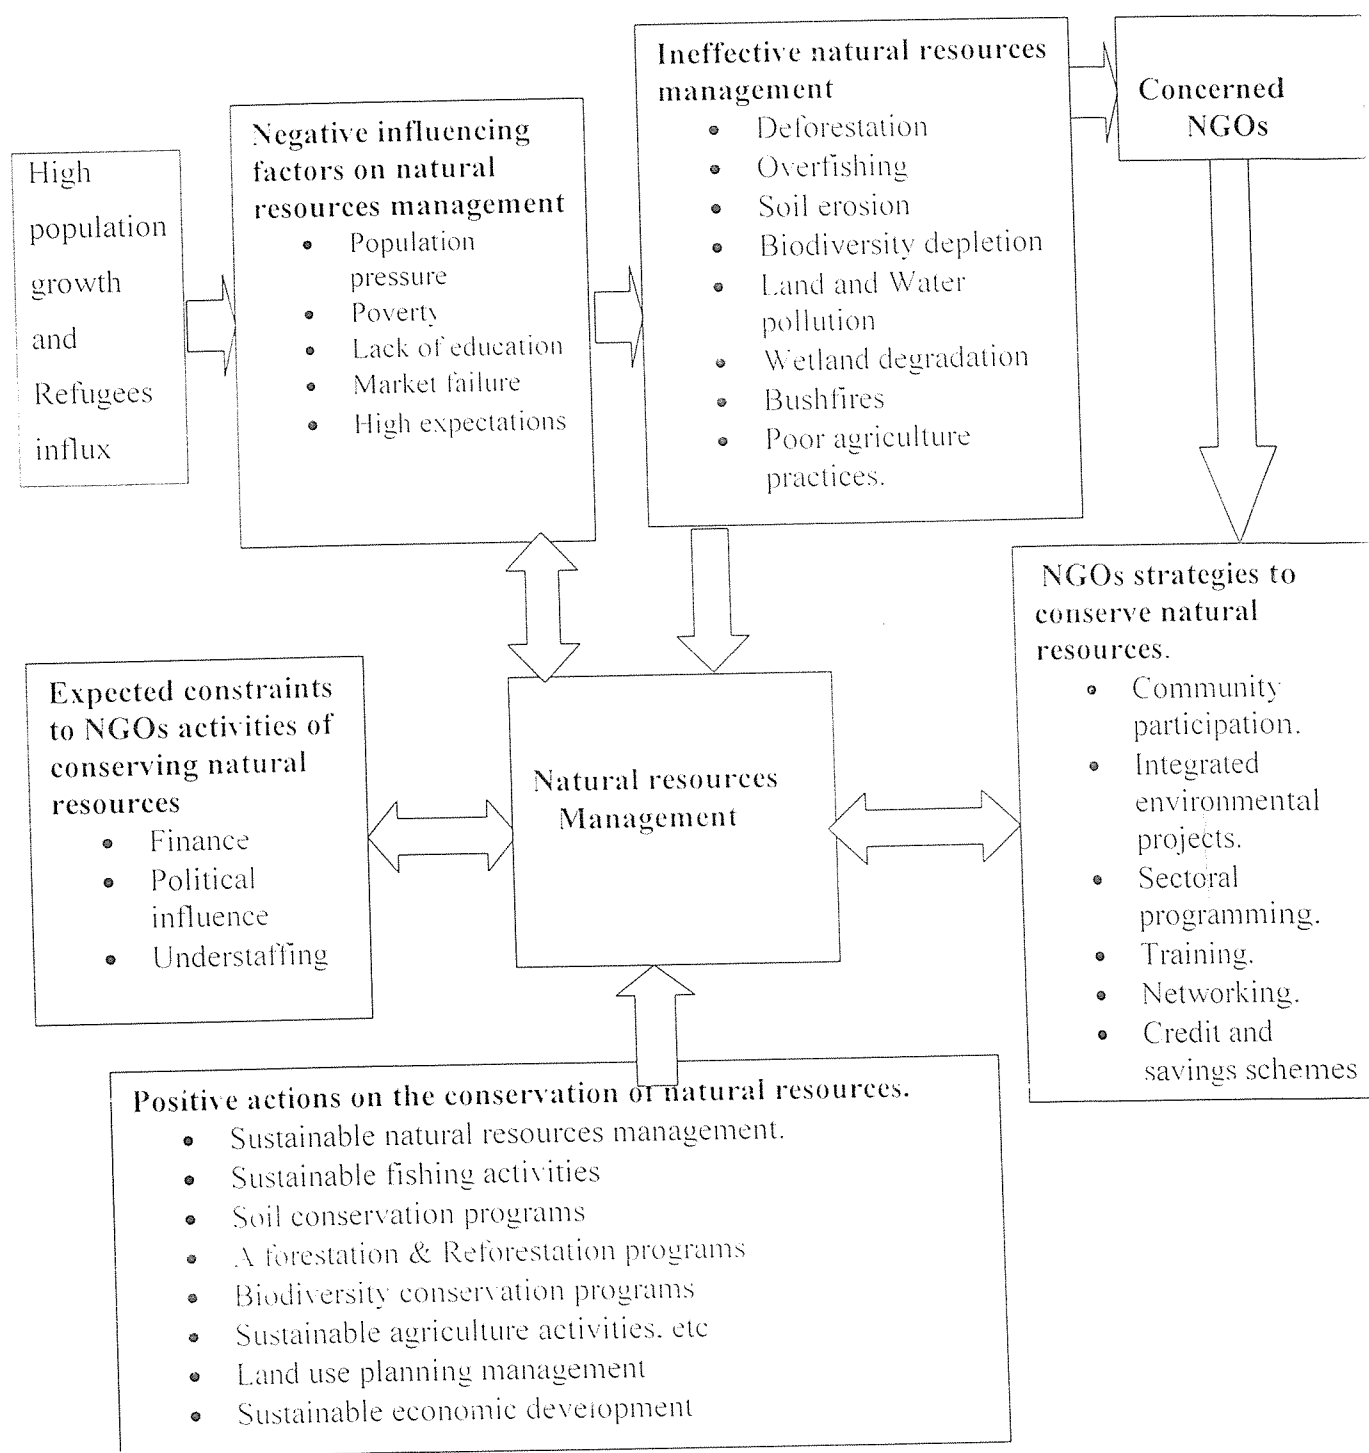 High
population
growth
and
Refugees
influx
Negative influencing
factors on natural
resources management
• Population
pressure
• Poverty
• Lack of education
• Market failure
• High expectations
Ineffective natural resources
management
• Deforestation
• Overfishing
• Soil erosion
• Biodiversity depletion
• Land and Water
pollution
• Wetland degradation
• Bushfires
• Poor agriculture
practices.
Concerned
NGOs
NGOs strategies to
conserve natural
resources.
• Community
participation.
• Integrated
environmental
projects.
• Sectoral
programming.
• Training.
• Networking.
• Credit and
savings schemes
Expected constraints
to NGOs activities of
conserving natural
resources
• Finance
• Political
influence
• Understaffing
Natural resources
Management
Positive actions on the conservation of natural resources.
• Sustainable natural resources management.
• Sustainable fishing activities
• Soil conservation programs
• A forestation & Reforestation programs
• Biodiversity conservation programs
• Sustainable agriculture activities. etc
• Land use planning management
• Sustainable economic development